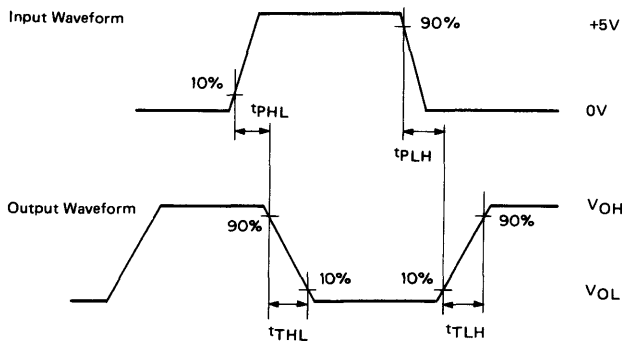 Input Waveform
90%
+5V
10%
tPHL
0V
tPLH
Output Waveform
VOH
90%
90%
10%
10%
VOL
tTHL
tTLH